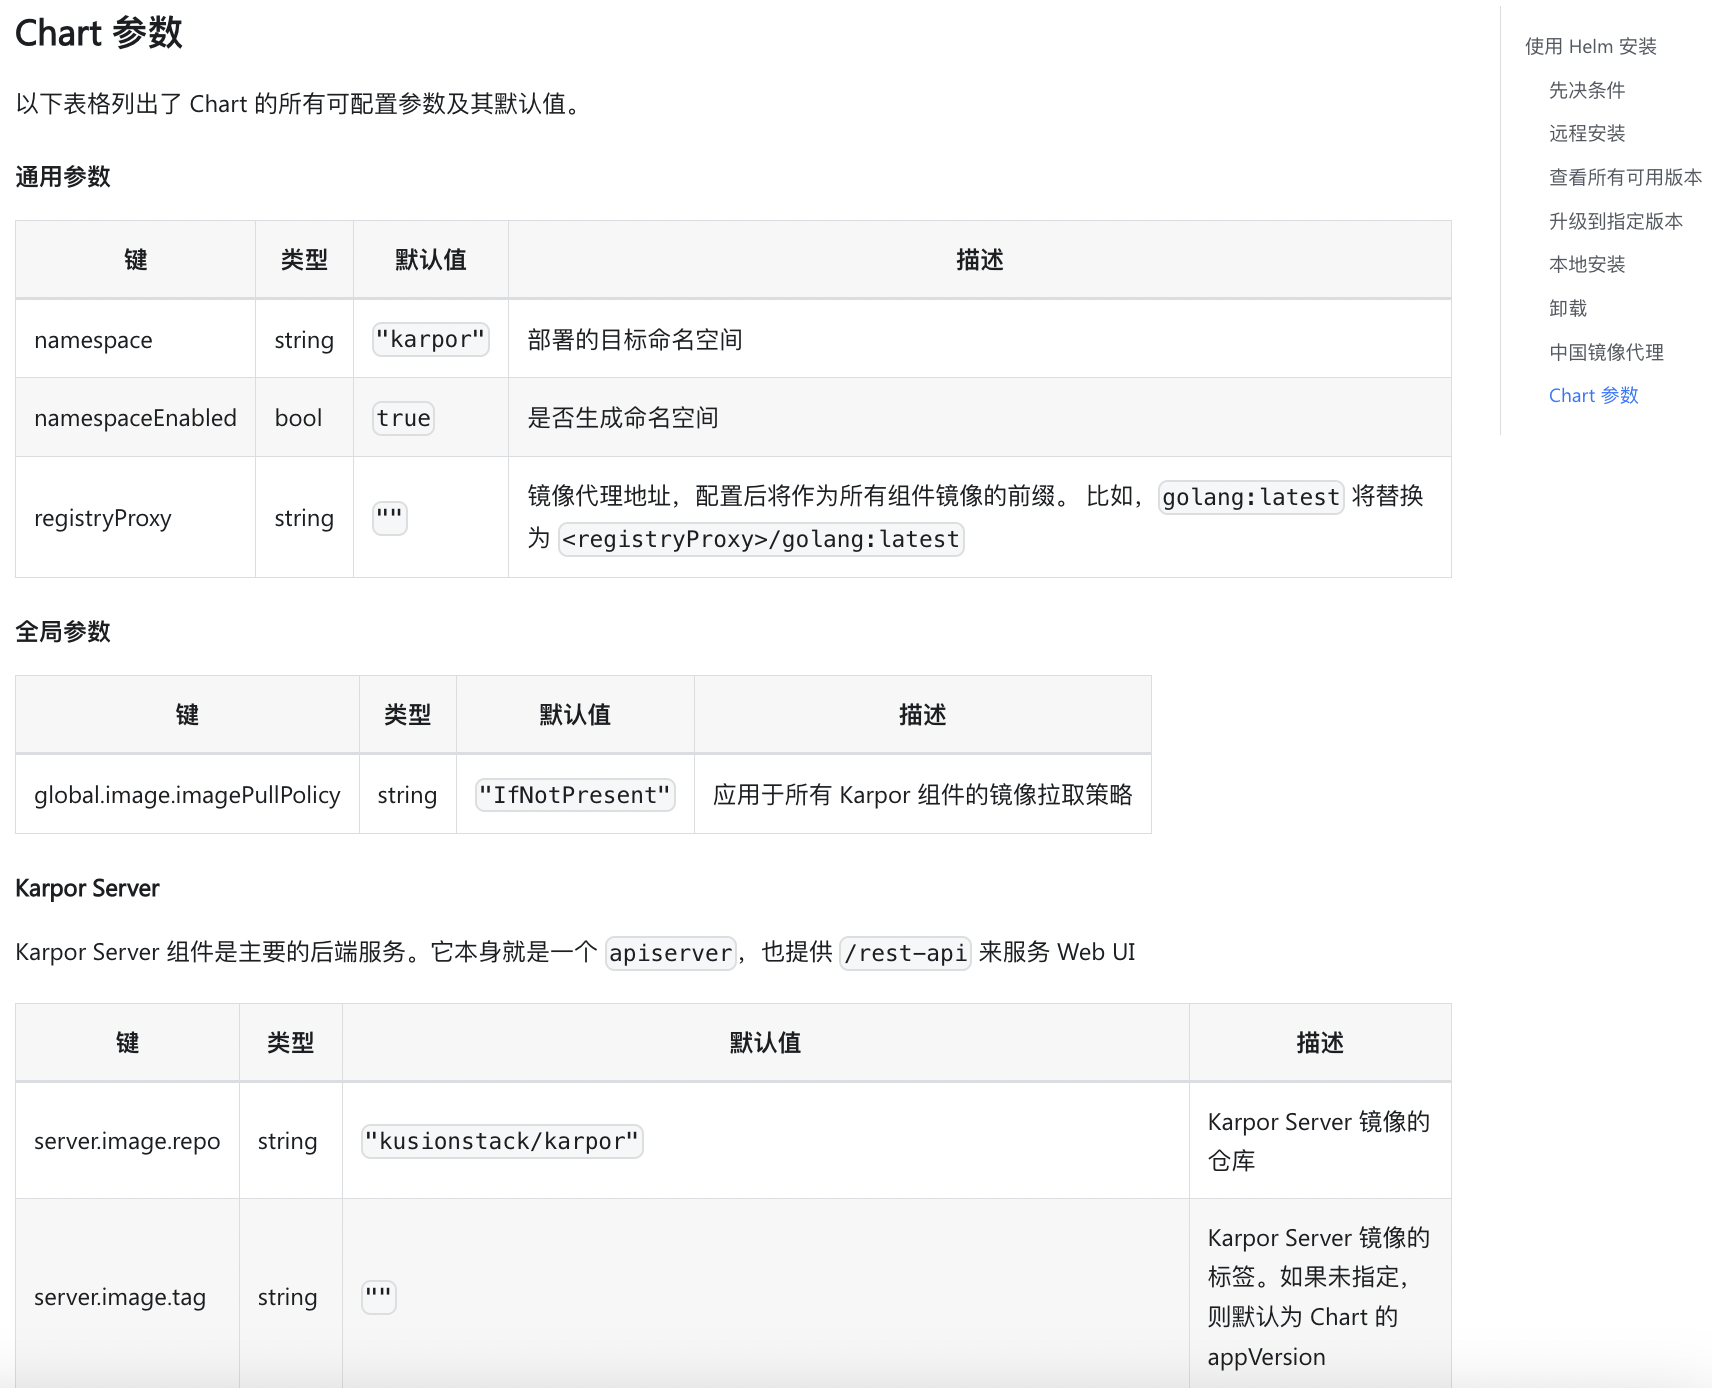 Chart 参数
以下表格列出了 Chart 的所有可配置参数及其默认值。
通用参数
键 类型 默认值 描述
namespace string "karpor" 部署的目标命名空间
namespaceEnabled bool true 是否生成命名空间
registryProxy string "" 镜像代理地址，配置后将作为所有组件镜像的前缀。 比如， golang:latest 将替换
为 <registryProxy>/golang:latest
全局参数
键 类型 默认值 描述
global.image.imagePullPolicy string "IfNotPresent" 应用于所有 Karpor 组件的镜像拉取策略
Karpor Server
Karpor Server 组件是主要的后端服务。它本身就是一个 apiserver，也提供 /rest-api 来服务 Web UI
键 类型 默认值 描述
server.image.repo string "kusionstack/karpor" Karpor Server 镜像的
仓库
server.image.tag string "" Karpor Server 镜像的
标签。如果未指定，
则默认为 Chart 的
appVersion
使用 Helm 安装
先决条件
远程安装
查看所有可用版本
升级到指定版本
本地安装
卸载
中国镜像代理
Chart 参数